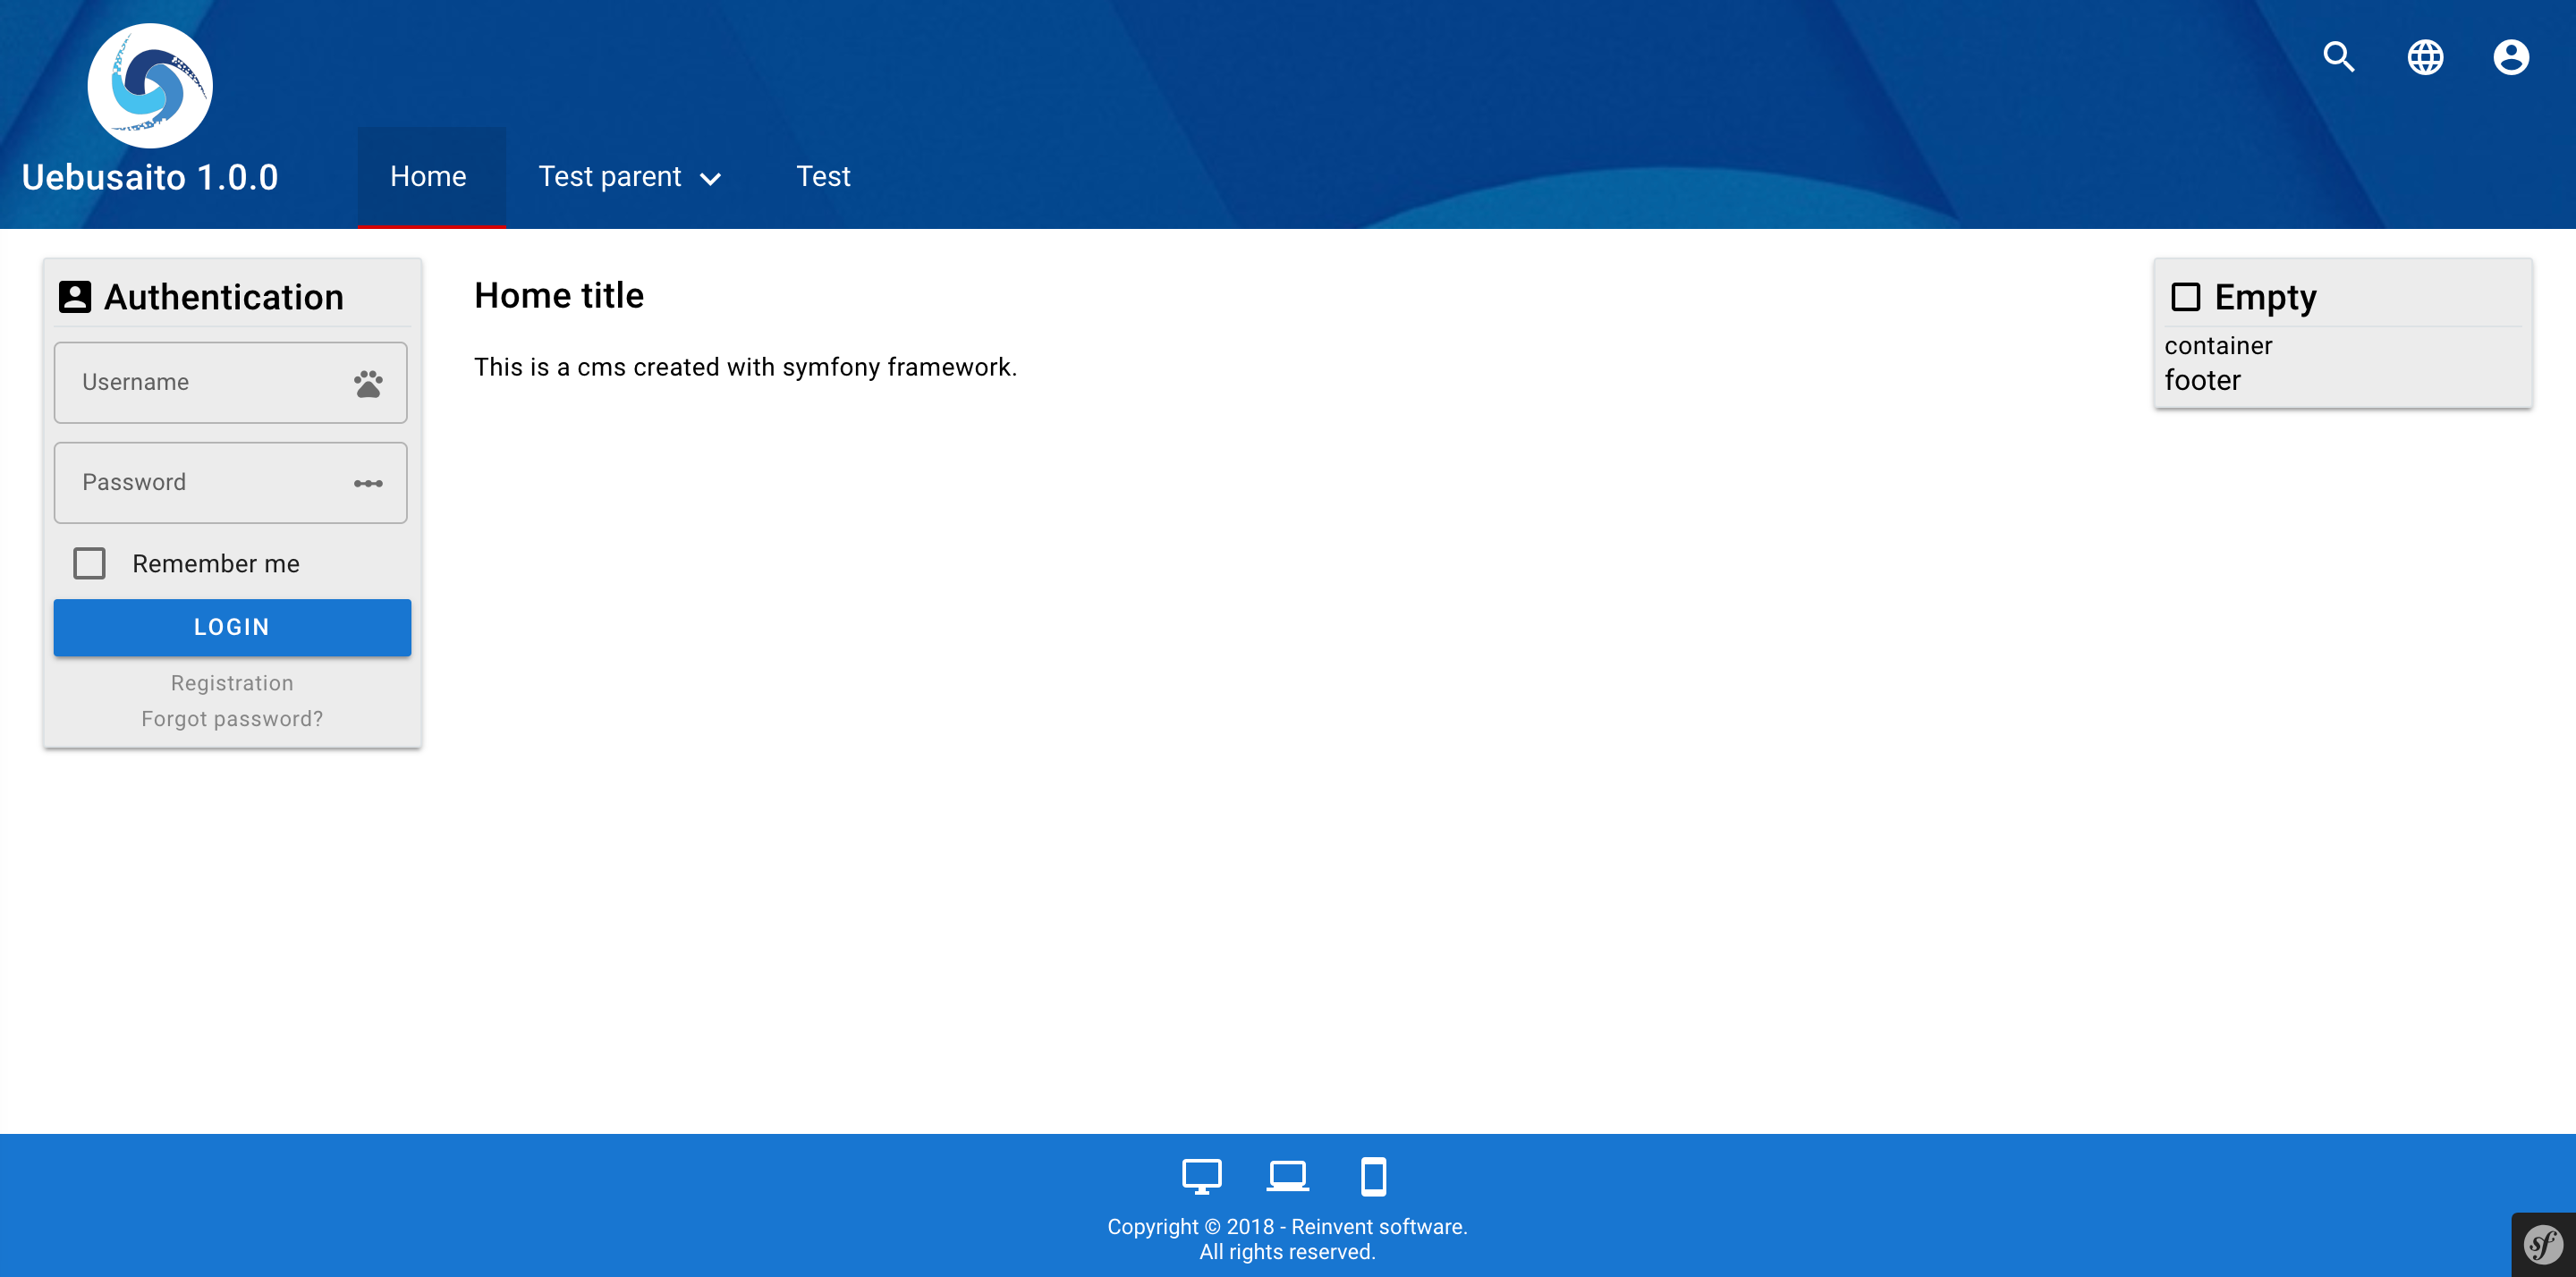 Uebusaito 1.0.0
Home
Test parent
Test
Authentication
Username
Password
Remember me
LOGIN
Registration
Forgot password?
Home title
This is a cms created with symfony framework.
Empty
container
footer
Copyright © 2018 - Reinvent software.
All rights reserved.
sf